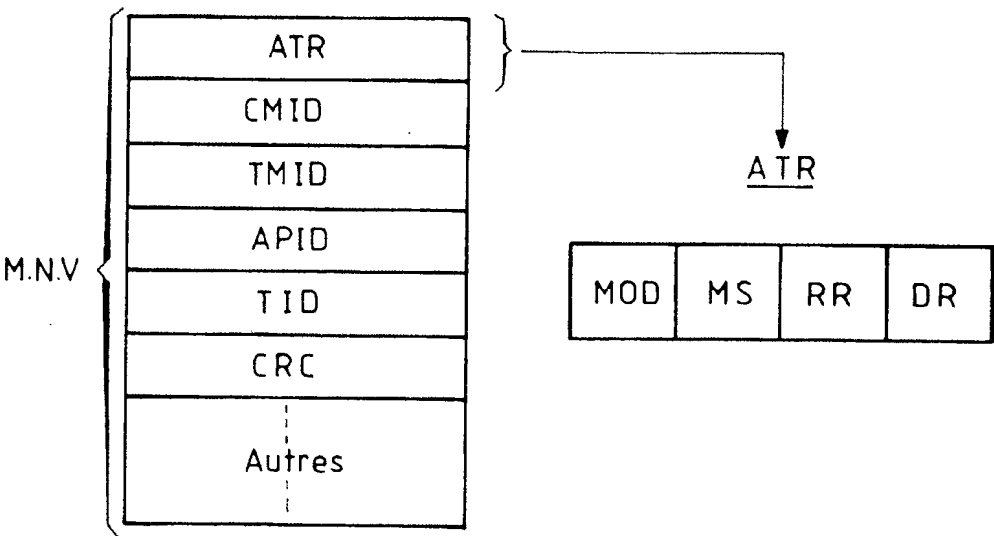 ATR
CMID
TMID
APID
TID
CRC
Autres
M.N.V
ATR
MOD MS RR DR